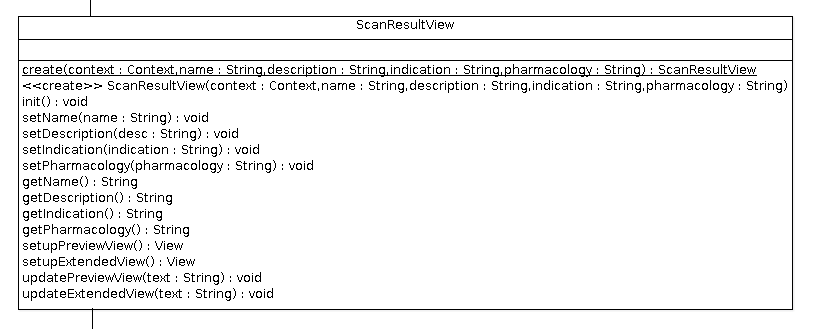 ScanResultView
create(context : Context,name : String,description : String,indication : String,pharmacology : String) : ScanResultView
<<create>> ScanResultView(context : Context,name : String,description : String,indication : String,pharmacology : String)
init() : void
setName(name : String) : void
setDescription(desc : String) : void
setIndication(indication : String) : void
setPharmacology(pharmacology : String) : void
getName() : String
getDescription() : String
getIndication() : String
getPharmacology() : String
setupPreviewView() : View
setupExtendedView() : View
updatePreviewView(text : String) : void
updateExtendedView(text : String) : void